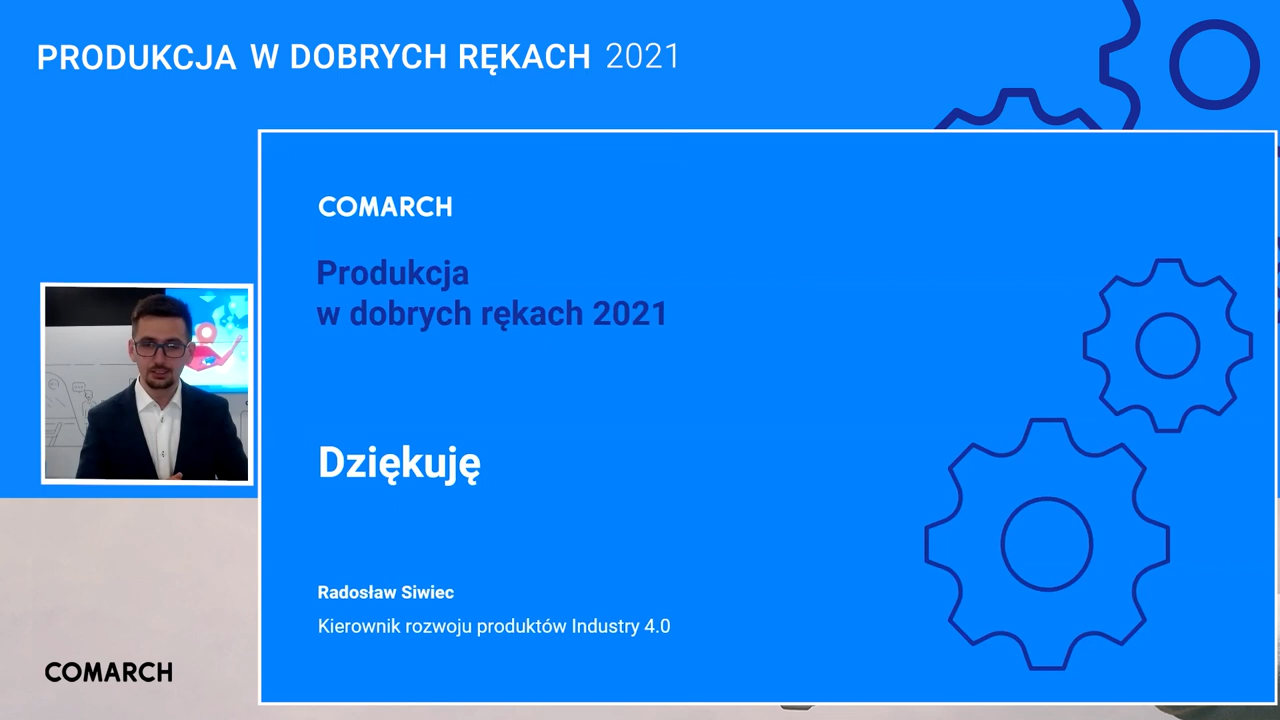 PRODUKCJA W DOBRYCH RĘKACH 2021
COMARCH
Produkcja
w dobrych rękach 2021
Dziękuję
Radosław Siwiec
Kierownik rozwoju produktów Industry 4.0
COMARCH